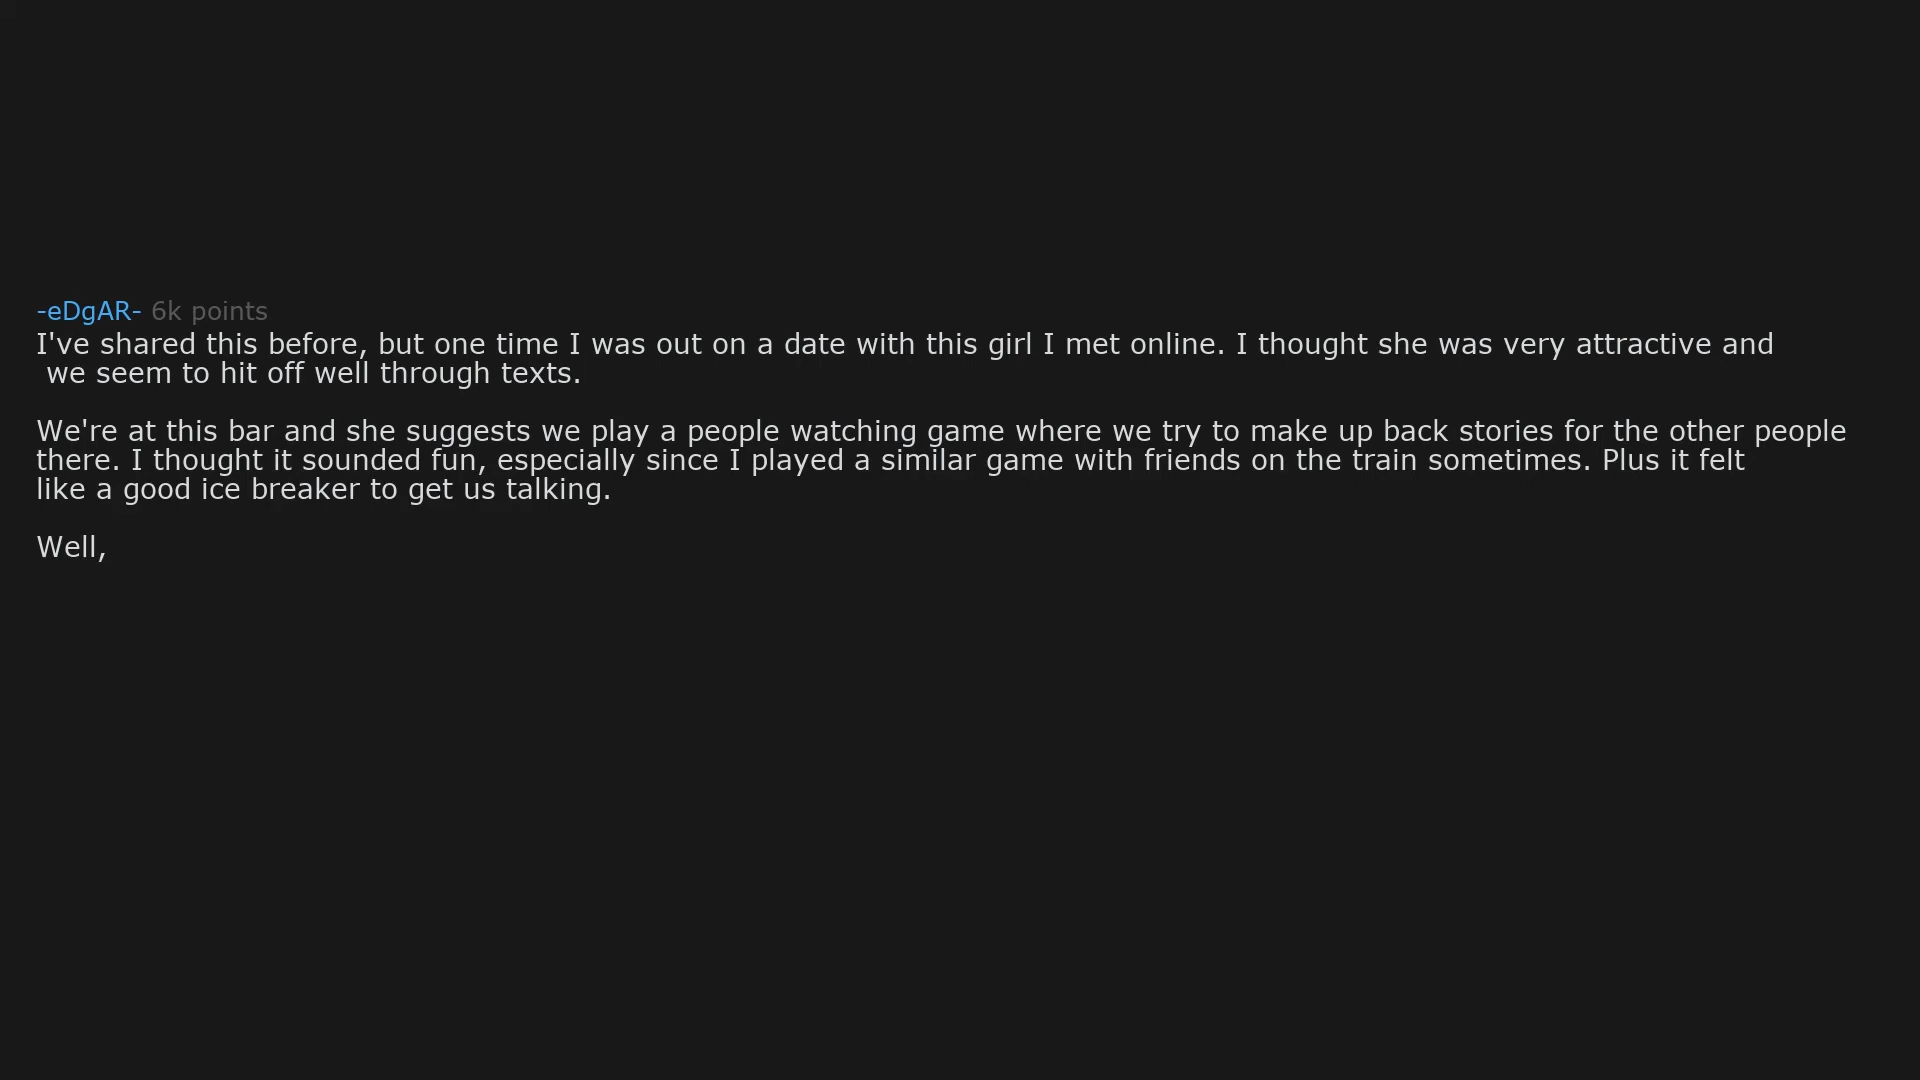 -eDgAR- 6k points
I've shared this before, but one time I was out on a date with this girl I met online. I thought she was very attractive and
we seem to hit off well through texts.
We're at this bar and she suggests we play a people watching game where we try to make up back stories for the other people
there. I thought it sounded fun, especially since I played a similar game with friends on the train sometimes. Plus it felt
like a good ice breaker to get us talking.
Well,